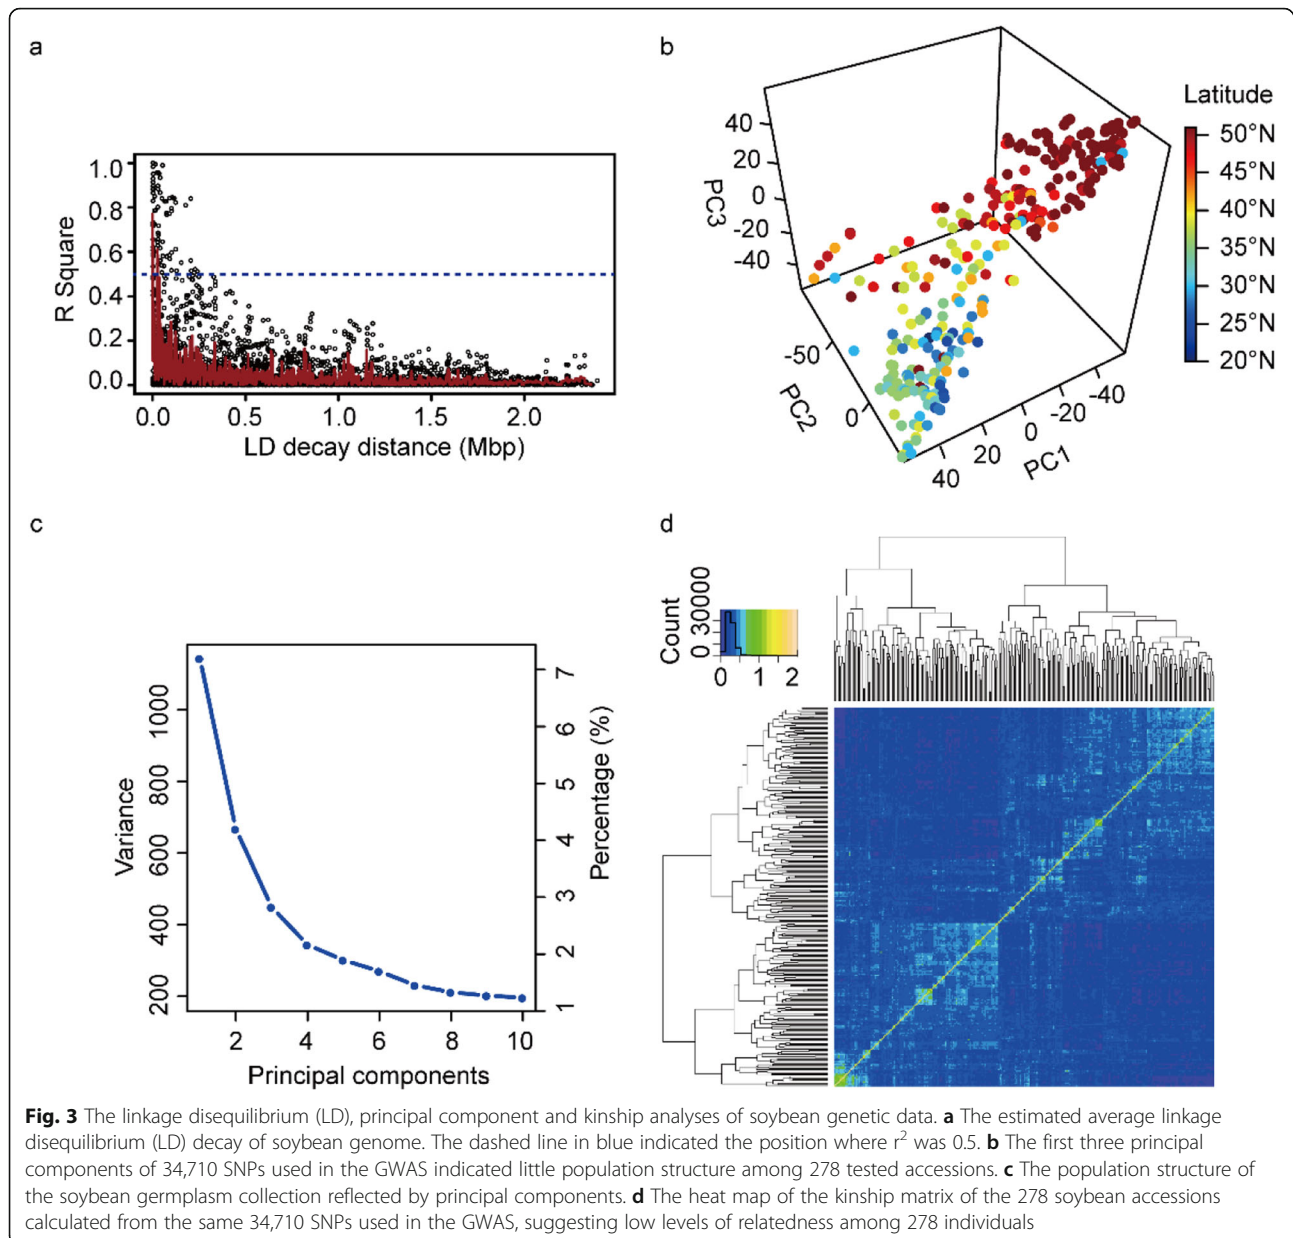 a
1.0
0.8
0.6
0.4
0.2
0.0
R Square
0.0 0.5 1.0 1.5 2.0
LD decay distance (Mbp)
b
Latitude
50°N
45°N
40°N
35°N
30°N
25°N
20°N
40
20
0
-20
-40
PC3
-50
0
PC2
40 20 0 -20 -40
PC1
c
1000
800
600
400
200
Variance
7
6
5
4
3
2
1
Percentage (%)
2 4 6 8 10
Principal components
d
Count
0 30000
0 1 2
Fig. 3 The linkage disequilibrium (LD), principal component and kinship analyses of soybean genetic data. a The estimated average linkage
disequilibrium (LD) decay of soybean genome. The dashed line in blue indicated the position where r² was 0.5. b The first three principal
components of 34,710 SNPs used in the GWAS indicated little population structure among 278 tested accessions. c The population structure of
the soybean germplasm collection reflected by principal components. d The heat map of the kinship matrix of the 278 soybean accessions
calculated from the same 34,710 SNPs used in the GWAS, suggesting low levels of relatedness among 278 individuals